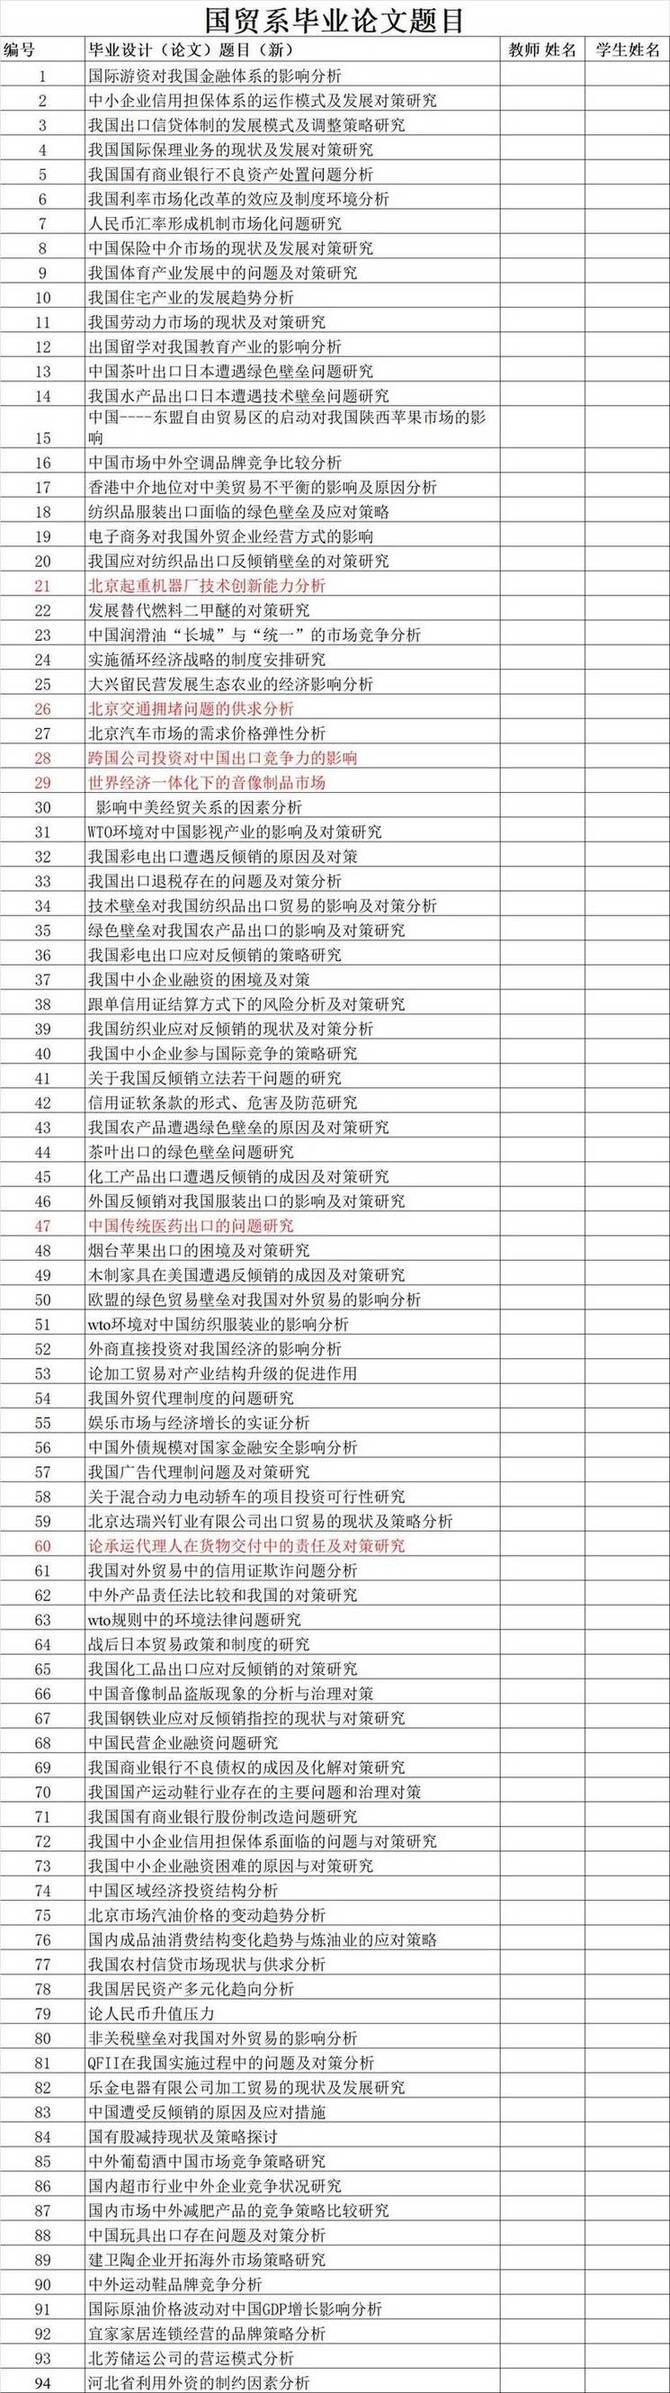 国贸系毕业论文题目
编号 毕业设计（论文）题目（新） 教师 姓名 学生姓名
1 国际游资对我国金融体系的影响分析
2 中小企业信用担保体系的运作模式及发展对策研究
3 我国出口信贷体制的发展模式及调整策略研究
4 我国国际保理业务的现状及发展对策研究
5 我国国有商业银行不良资产处置问题分析
6 我国利率市场化改革的效应及制度环境分析
7 人民币汇率形成机制市场化问题研究
8 中国保险中介市场的现状及发展对策研究
9 我国体育产业发展中的问题及对策研究
10 我国住宅产业的发展趋势分析
11 我国劳动力市场的现状及对策研究
12 出国留学对我国教育产业的影响分析
13 中国茶叶出口日本遭遇绿色壁垒问题研究
14 我国水产品出口日本遭遇技术壁垒问题研究
中国----东盟自由贸易区的启动对我国陕西苹果市场的影
15 响
16 中国市场中外空调品牌竞争比较分析
17 香港中介地位对中美贸易不平衡的影响及原因分析
18 纺织品服装出口面临的绿色壁垒及应对策略
19 电子商务对我国外贸企业经营方式的影响
20 我国应对纺织品出口反倾销壁垒的对策研究
21 北京起重机器厂技术创新能力分析
22 发展替代燃料二甲醚的对策研究
23 中国润滑油“长城”与“统一”的市场竞争分析
24 实施循环经济战略的制度安排研究
25 大兴留民营发展生态农业的经济影响分析
26 北京交通拥堵问题的供求分析
27 北京汽车市场的需求价格弹性分析
28 跨国公司投资对中国出口竞争力的影响
29 世界经济一体化下的音像制品市场
30 影响中美经贸关系的因素分析
31 WTO环境对中国影视产业的影响及对策研究
32 我国彩电出口遭遇反倾销的原因及对策
33 我国出口退税存在的问题及对策分析
34 技术壁垒对我国纺织品出口贸易的影响及对策分析
35 绿色壁垒对我国农产品出口的影响及对策研究
36 我国彩电出口应对反倾销的策略研究
37 我国中小企业融资的困境及对策
38 跟单信用证结算方式下的风险分析及对策研究
39 我国纺织业应对反倾销的现状及对策分析
40 我国中小企业参与国际竞争的策略研究
41 关于我国反倾销立法若干问题的研究
42 信用证软条款的形式、危害及防范研究
43 我国农产品遭遇绿色壁垒的原因及对策研究
44 茶叶出口的绿色壁垒问题研究
45 化工产品出口遭遇反倾销的成因及对策研究
46 外国反倾销对我国服装出口的影响及对策研究
47 中国传统医药出口的问题研究
48 烟台苹果出口的困境及对策研究
49 木制家具在美国遭遇反倾销的成因及对策研究
50 欧盟的绿色贸易壁垒对我国对外贸易的影响分析
51 wto环境对中国纺织服装业的影响分析
52 外商直接投资对我国经济的影响分析
53 论加工贸易对产业结构升级的促进作用
54 我国外贸代理制度的问题研究
55 娱乐市场与经济增长的实证分析
56 中国外债规模对国家金融安全影响分析
57 我国广告代理制问题及对策研究
58 关于混合动力电动轿车的项目投资可行性研究
59 北京达瑞兴钉业有限公司出口贸易的现状及策略分析
60 论承运代理人在货物交付中的责任及对策研究
61 我国对外贸易中的信用证欺诈问题分析
62 中外产品责任法比较和我国的对策研究
63 wto规则中的环境法律问题研究
64 战后日本贸易政策和制度的研究
65 我国化工品出口应对反倾销的对策研究
66 中国音像制品盗版现象的分析与治理对策
67 我国钢铁业应对反倾销指控的现状与对策研究
68 中国民营企业融资问题研究
69 我国商业银行不良债权的成因及化解对策研究
70 我国国产运动鞋行业存在的主要问题和治理对策
71 我国国有商业银行股份制改造问题研究
72 我国中小企业信用担保体系面临的问题与对策研究
73 我国中小企业融资困难的原因与对策研究
74 中国区域经济投资结构分析
75 北京市场汽油价格的变动趋势分析
76 国内成品油消费结构变化趋势与炼油业的应对策略
77 我国农村信贷市场现状与供求分析
78 我国居民资产多元化趋向分析
79 论人民币升值压力
80 非关税壁垒对我国对外贸易的影响分析
81 QFII在我国实施过程中的问题及对策分析
82 乐金电器有限公司加工贸易的现状及发展研究
83 中国遭受反倾销的原因及应对措施
84 国有股减持现状及策略探讨
85 中外葡萄酒中国市场竞争策略研究
86 国内超市行业中外企业竞争状况研究
87 国内市场中外减肥产品的竞争策略比较研究
88 中国玩具出口存在问题及对策分析
89 建卫陶企业开拓海外市场策略研究
90 中外运动鞋品牌竞争分析
91 国际原油价格波动对中国GDP增长影响分析
92 宜家家居连锁经营的品牌策略分析
93 北芳储运公司的营运模式分析
94 河北省利用外资的制约因素分析